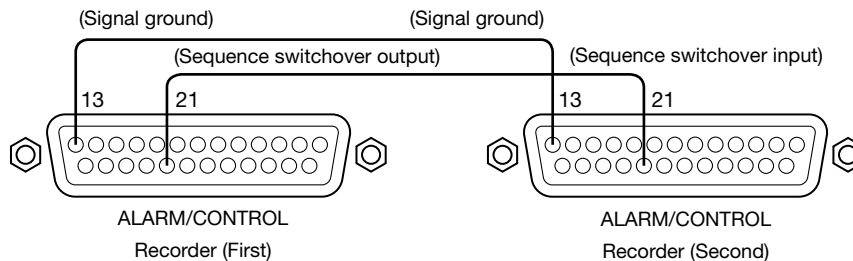 (Signal ground) (Signal ground)
(Sequence switchover output) (Sequence switchover input)
13 21 13 21
ALARM/CONTROL ALARM/CONTROL
Recorder (First) Recorder (Second)